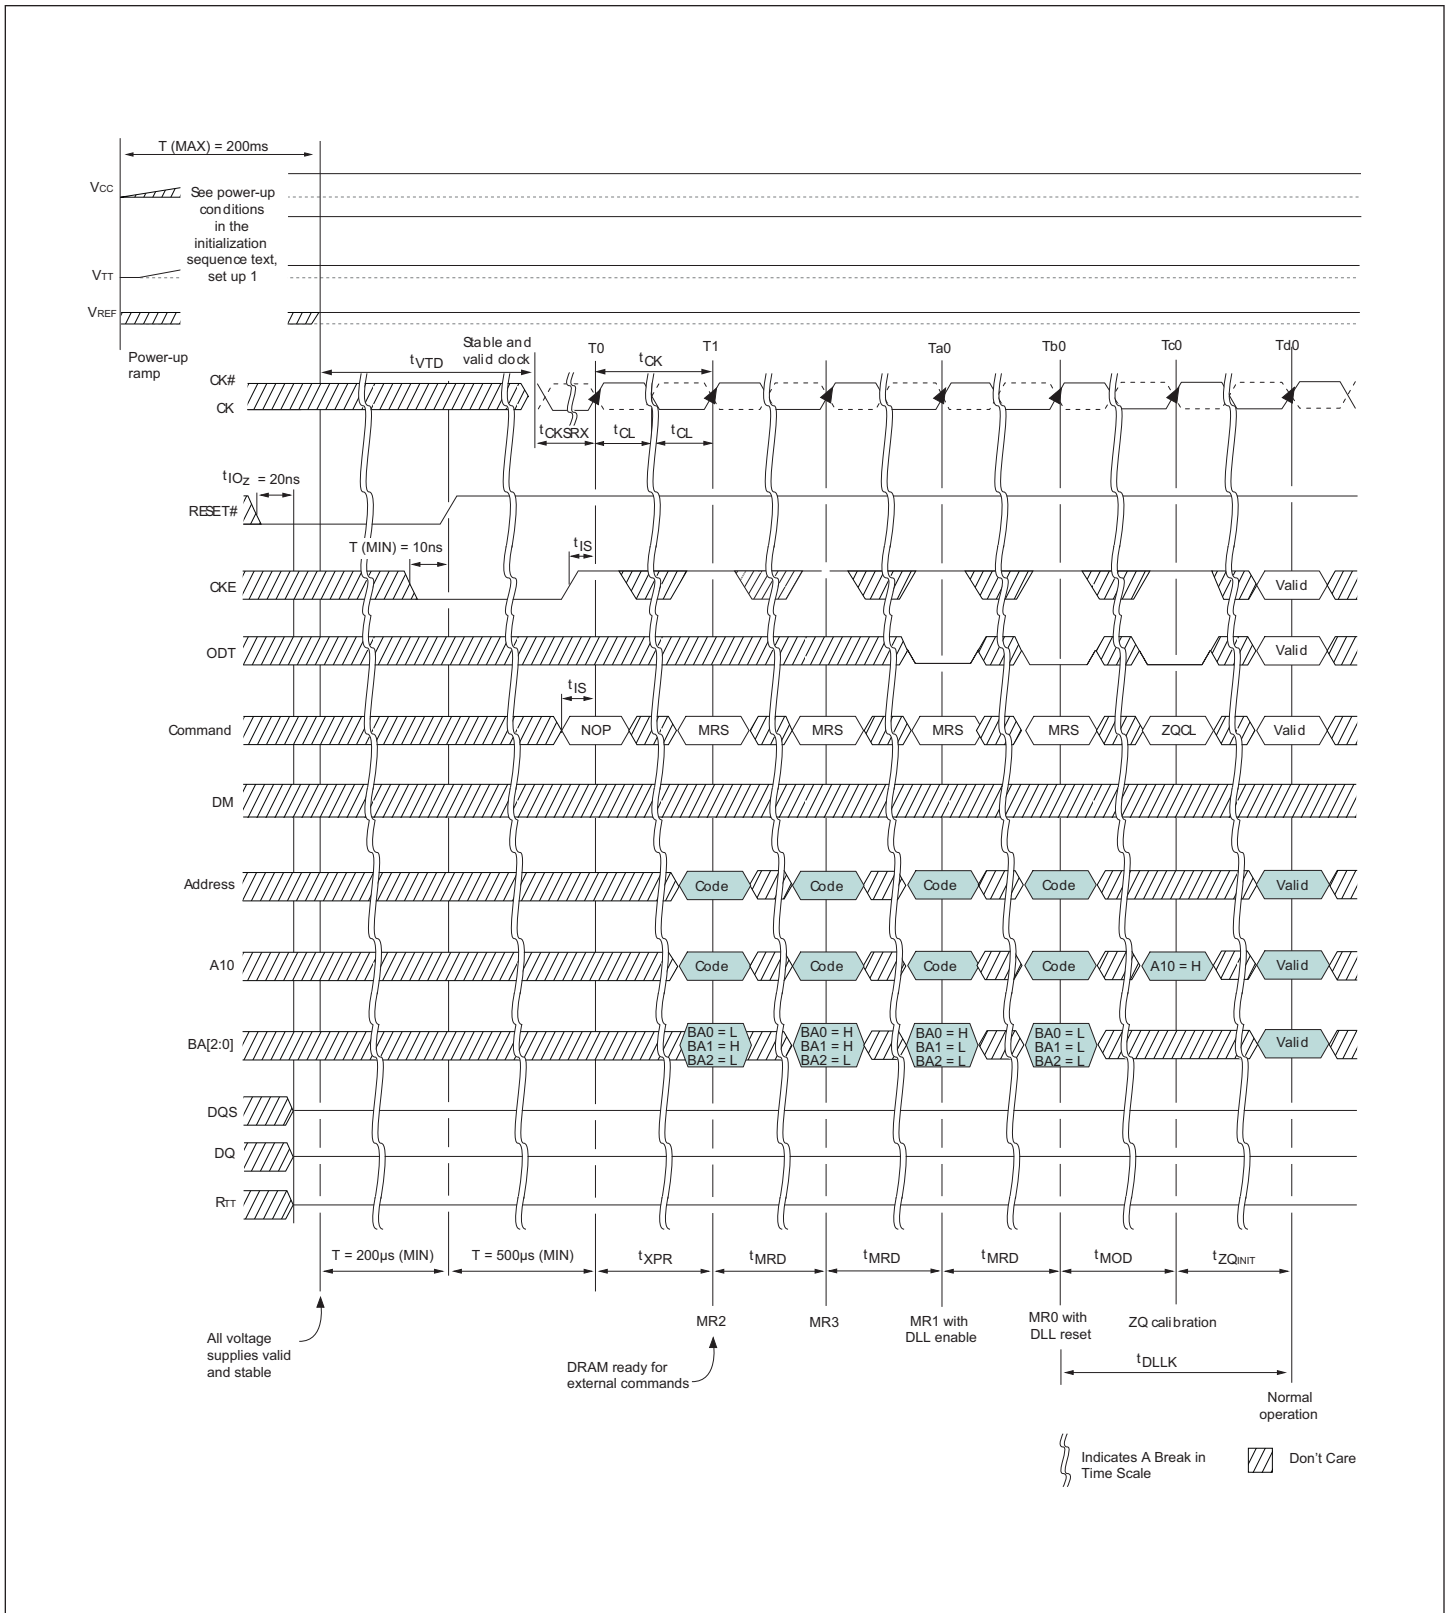 T (MAX) = 200ms
VCC
See power-up
conditions
in the
initialization
sequence text,
set up 1
VTT
VREF
Power-up
ramp
tVTD
Stable and
valid clock
T0
tCK
T1
Ta0
Tb0
Tc0
Td0
CK#
CK
tCKSRX
tCL
tCL
tIOz = 20ns
RESET#
T (MIN) = 10ns
tIS
CKE
Valid
ODT
Valid
tIS
Command
NOP
MRS
MRS
MRS
MRS
ZQCL
Valid
DM
Address
Code
Code
Code
Code
Valid
A10
Code
Code
Code
Code
A10 = H
Valid
BA[2:0]
BA0 = L
BA1 = H
BA2 = L
BA0 = H
BA1 = H
BA2 = L
BA0 = H
BA1 = L
BA2 = L
BA0 = L
BA1 = L
BA2 = L
Valid
DQS
DQ
RTT
T = 200µs (MIN)
T = 500µs (MIN)
tXPR
tMRD
tMRD
tMRD
tMOD
tZQINIT
All voltage
supplies valid
and stable
MR2
MR3
MR1 with
DLL enable
MR0 with
DLL reset
ZQ calibration
DRAM ready for
external commands
tDLLK
Normal
operation
Indicates A Break in
Time Scale
Don't Care